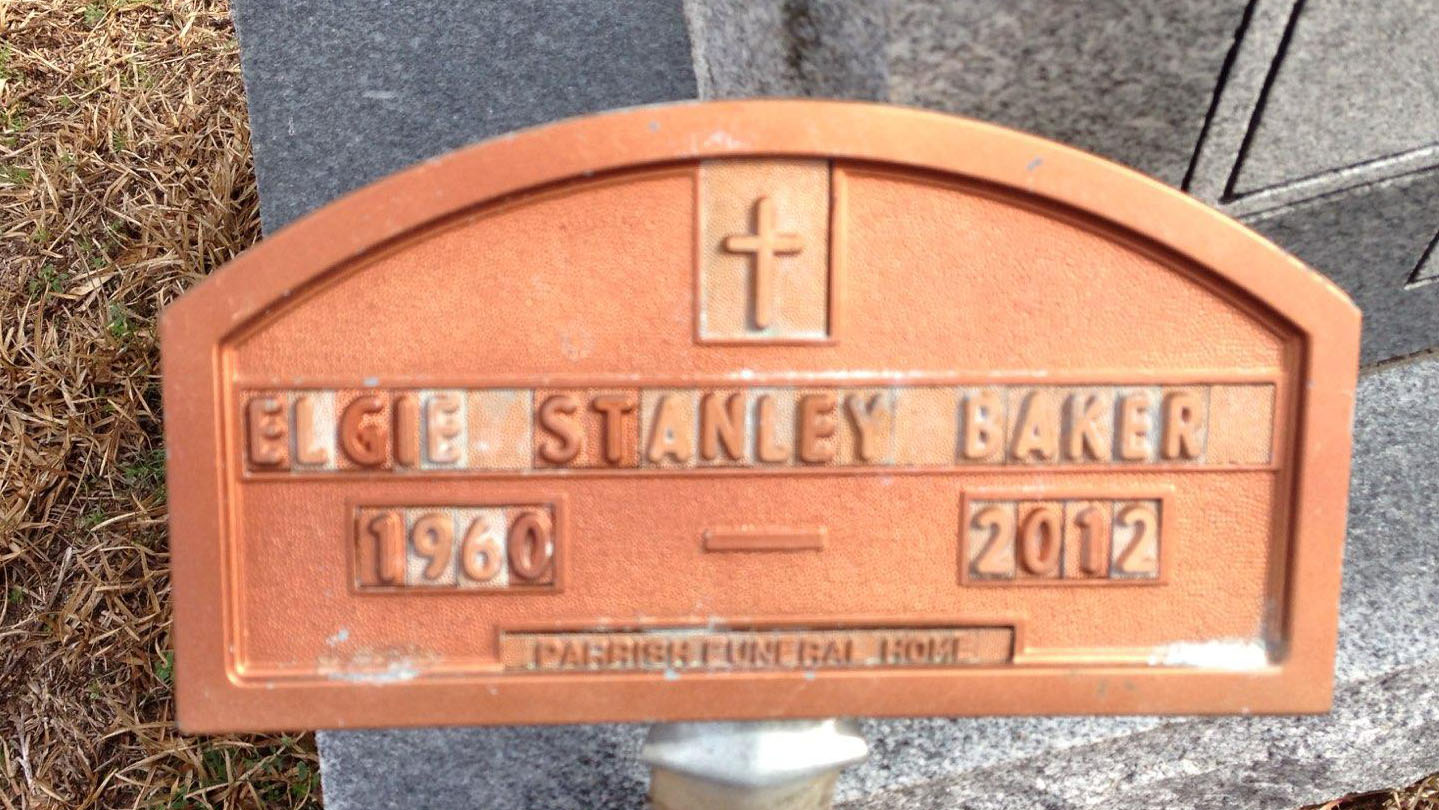 ELGIE STANLEY BAKER
1960 — 2012
PARRISH FUNERAL HOME